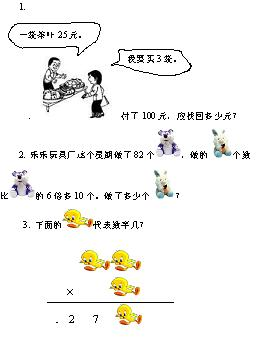 1.
一袋茶叶25元。
我要买3袋。
. 付了100元，应找回多少元？
2. 乐乐玩具厂这个星期做了82个 ，做的 个数
比 的6倍多10个。做了多少个 ？
3. 下面的 代表数字几？
×
. 2 7